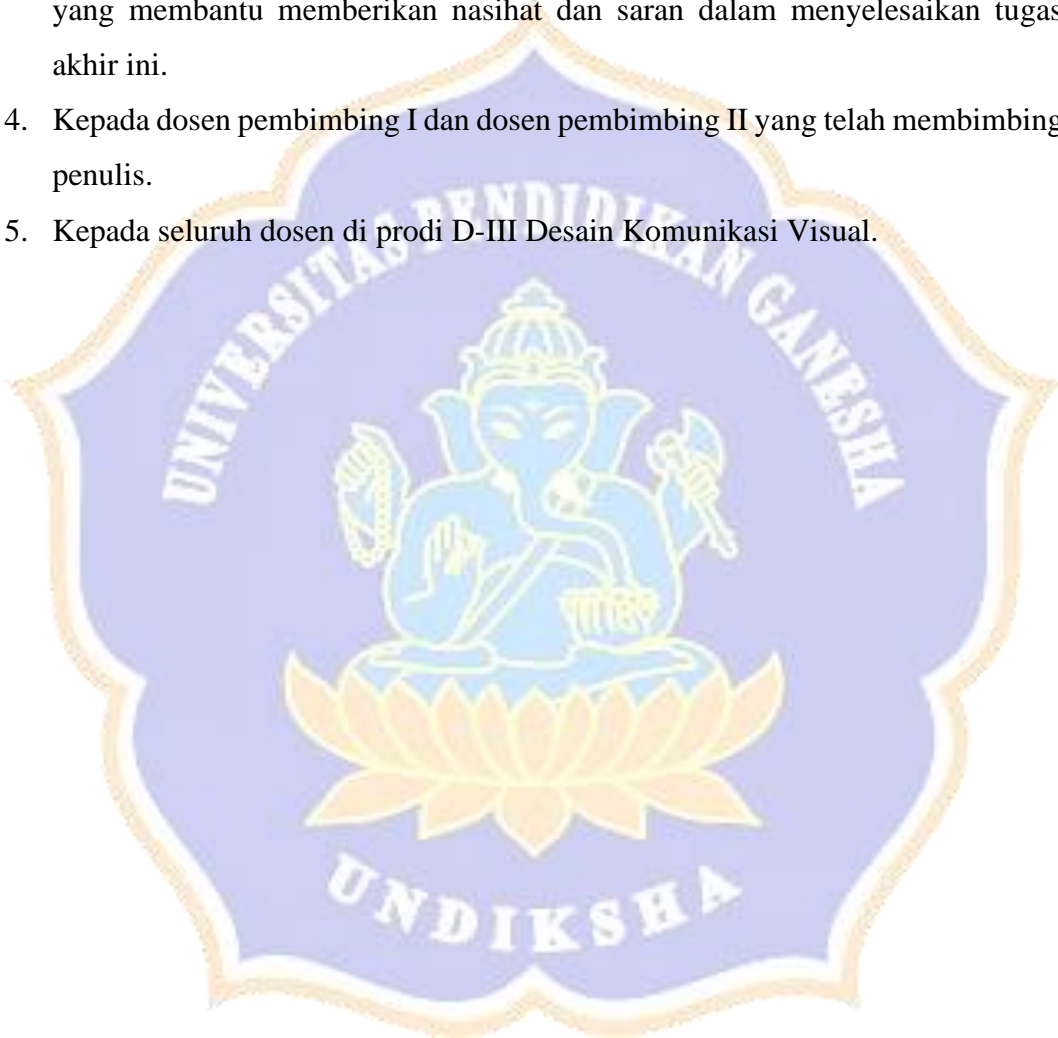 yang membantu memberikan nasihat dan saran dalam menyelesaikan tugas
akhir ini.
4. Kepada dosen pembimbing I dan dosen pembimbing II yang telah membimbing
penulis.
5. Kepada seluruh dosen di prodi D-III Desain Komunikasi Visual.
UNIVERSITAS PENDIDIKAN GANESHA
UNDIKSHA